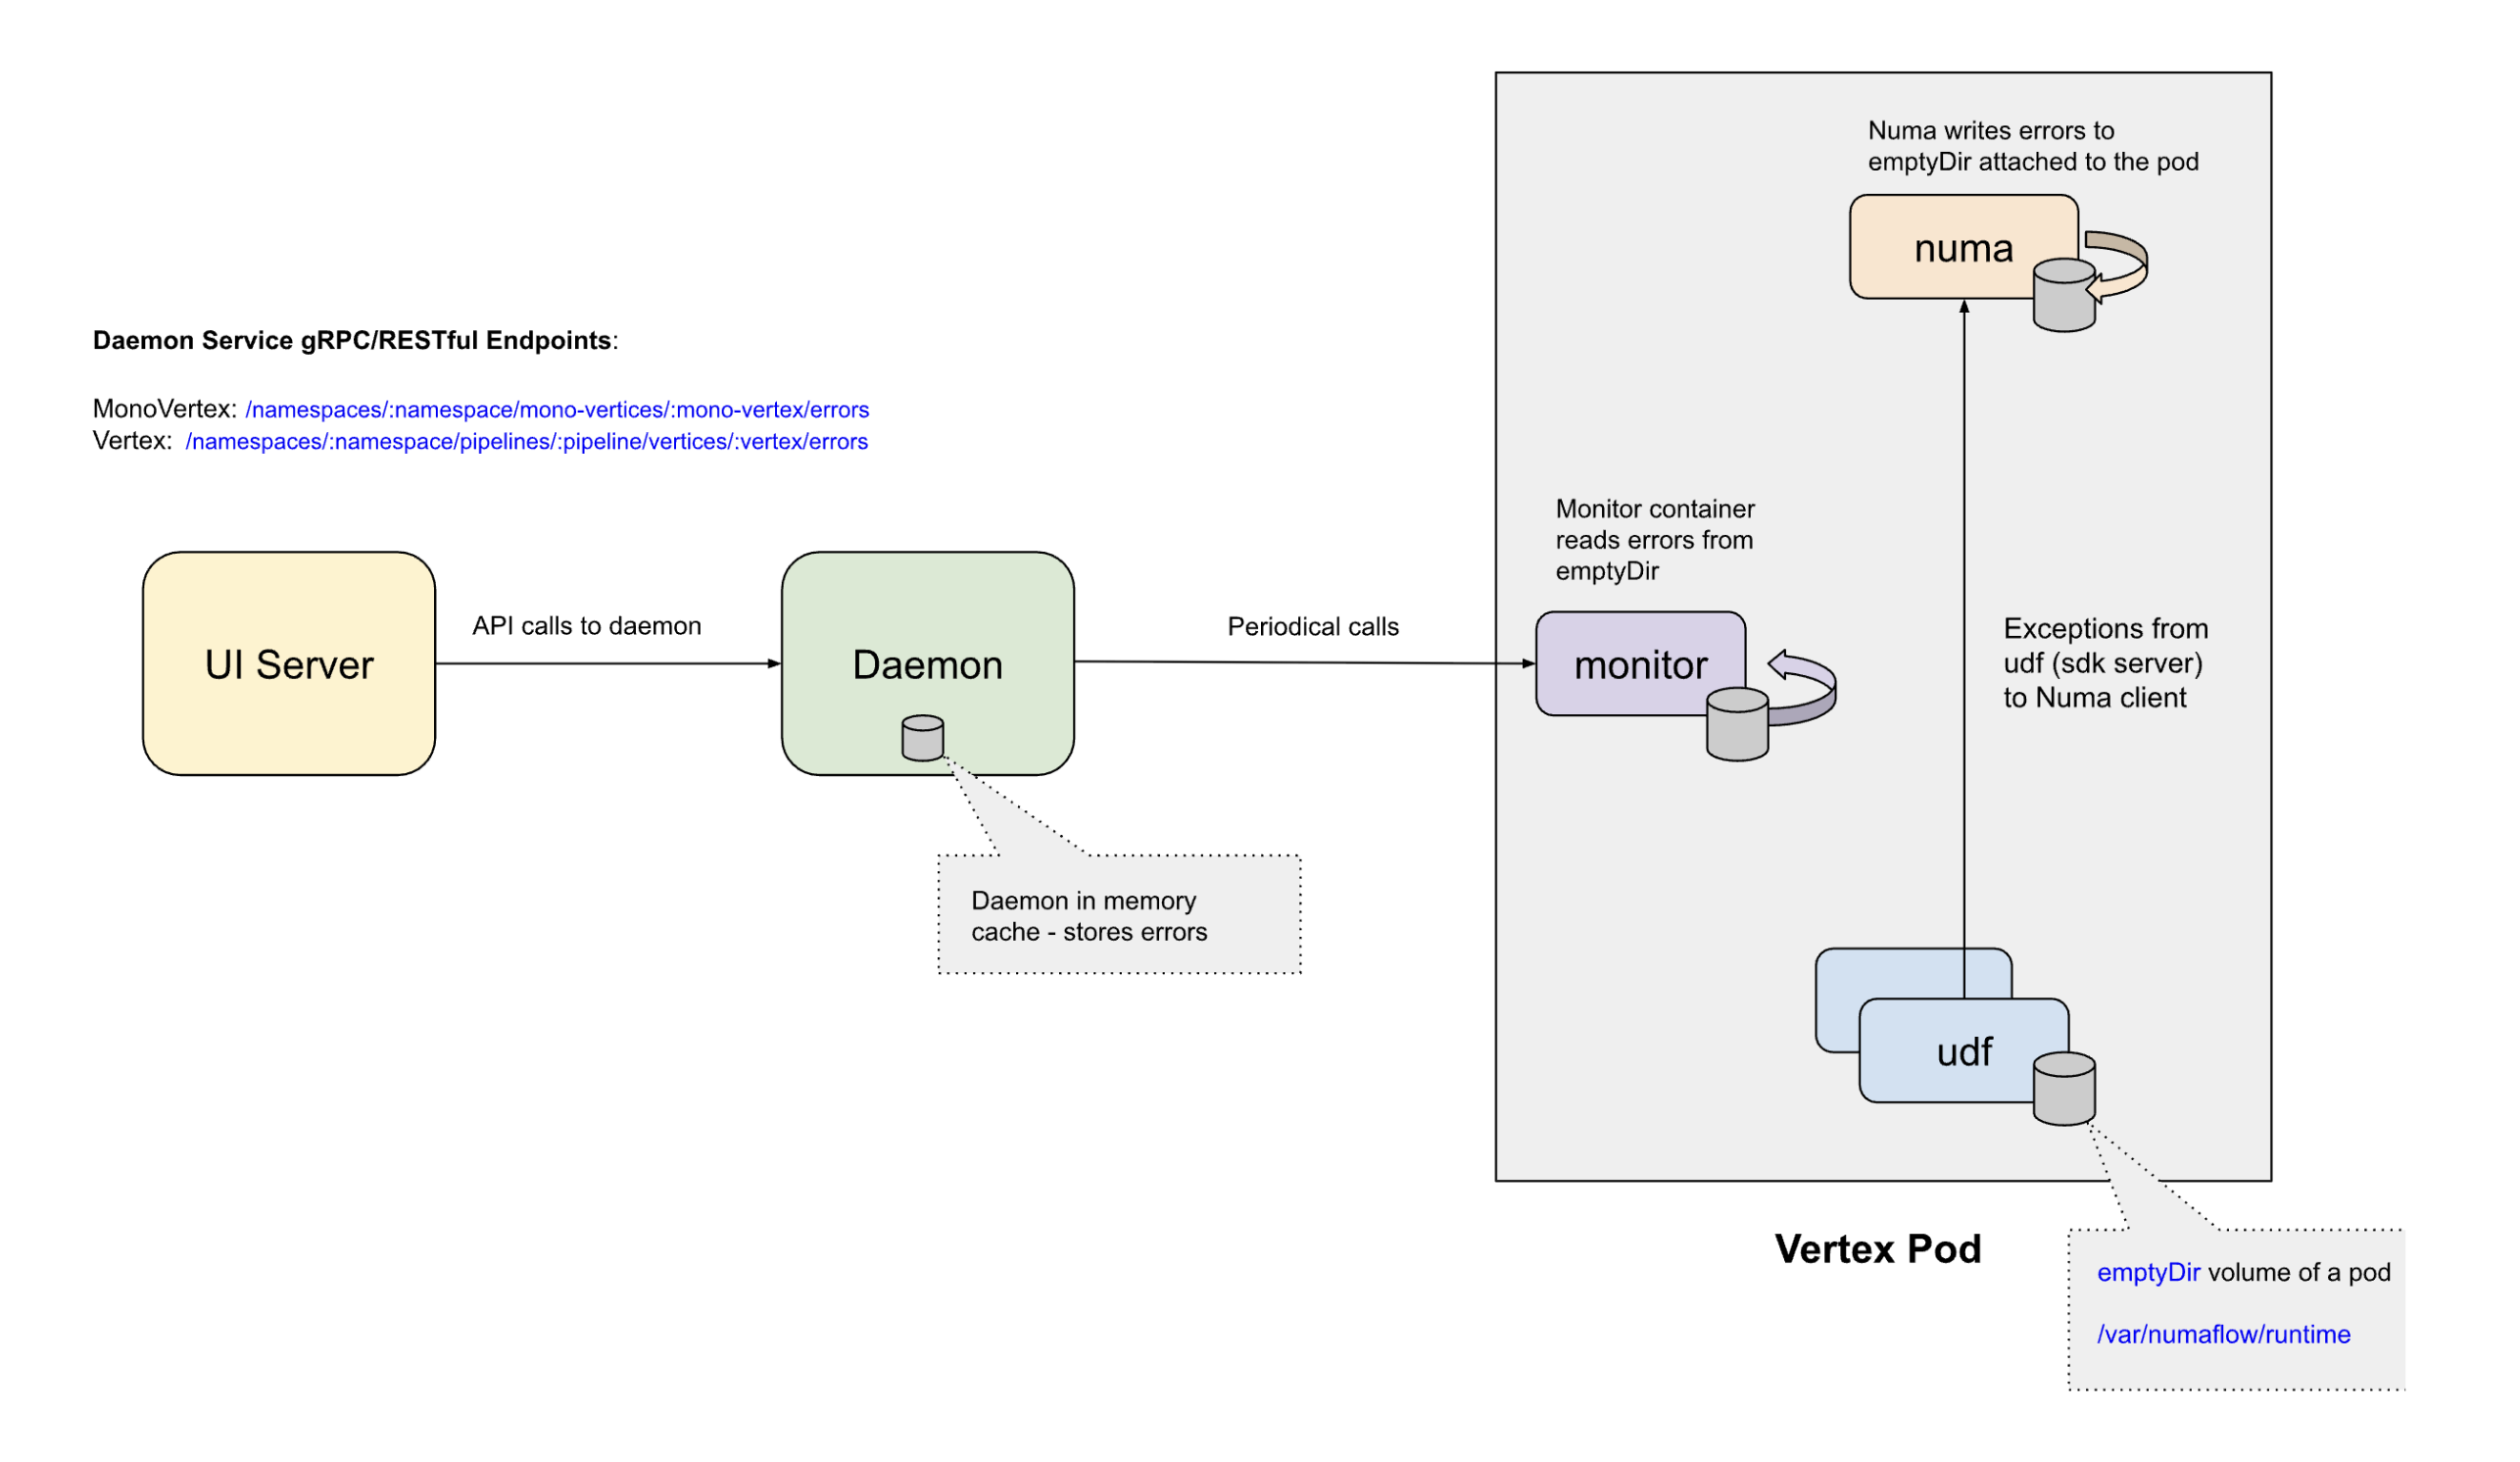 Numa writes errors to
emptyDir attached to the pod
numa
Daemon Service gRPC/RESTful Endpoints:
MonoVertex: /namespaces/:namespace/mono-vertices/:mono-vertex/errors
Vertex: /namespaces/:namespace/pipelines/:pipeline/vertices/:vertex/errors
Monitor container
reads errors from
emptyDir
UI Server
API calls to daemon
Daemon
Periodical calls
monitor
Exceptions from
udf (sdk server)
to Numa client
Daemon in memory
cache - stores errors
udf
Vertex Pod
emptyDir volume of a pod
/var/numaflow/runtime